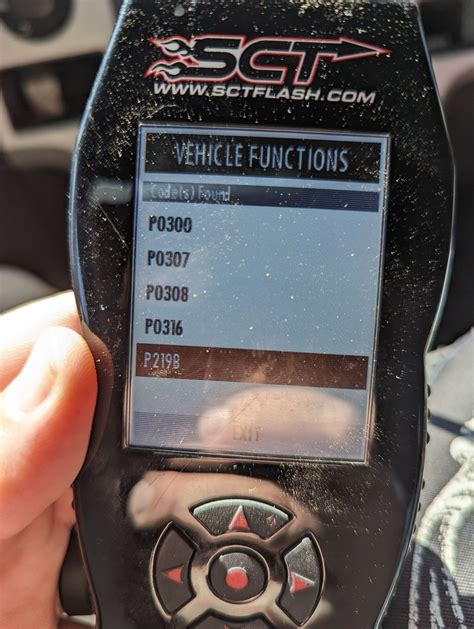 SCT
WWW.SCTFLASH.COM
VEHICLE FUNCTIONS
Code(s) Found
P0300
P0307
P0308
P0316
P219B
EXIT